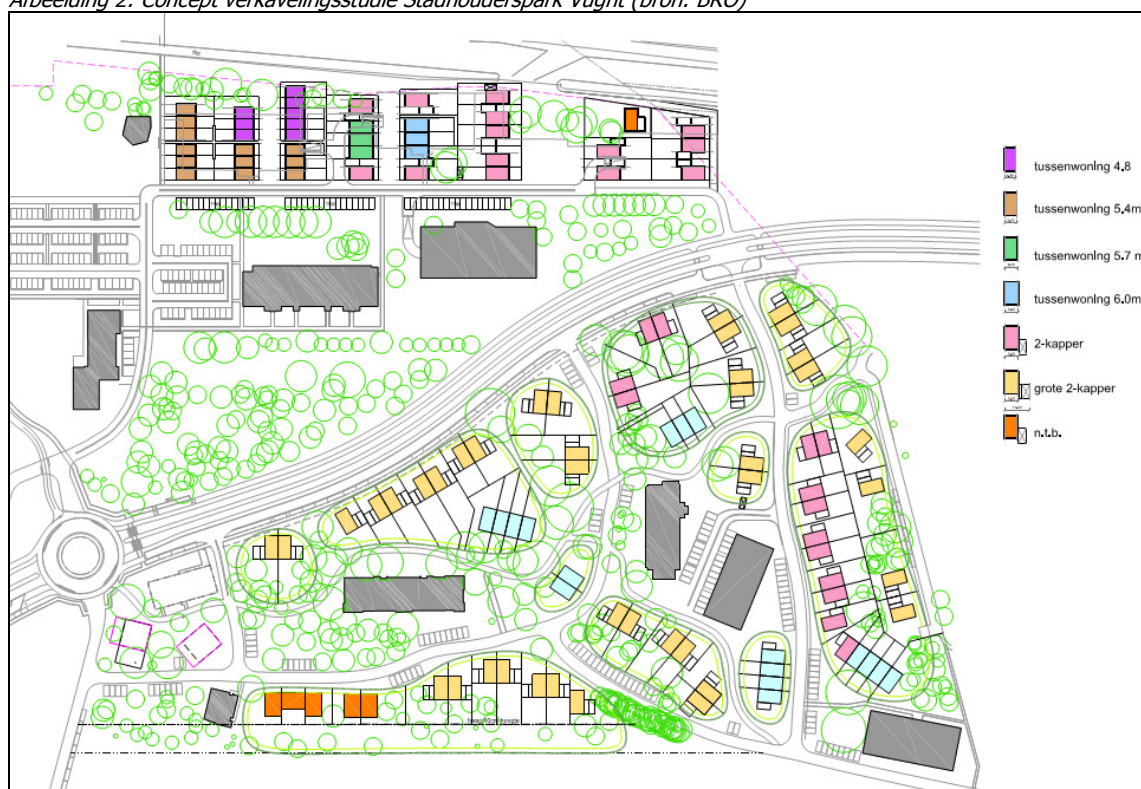 Afbeelding 2: Concept verkavelingsstudie Stadhouderspark Vught (bron: BRO)
tussenwoning 4,8
tussenwoning 5.4m
tussenwoning 5.7 m
tussenwoning 6.0m
2-kapper
grote 2-kapper
n.t.b.